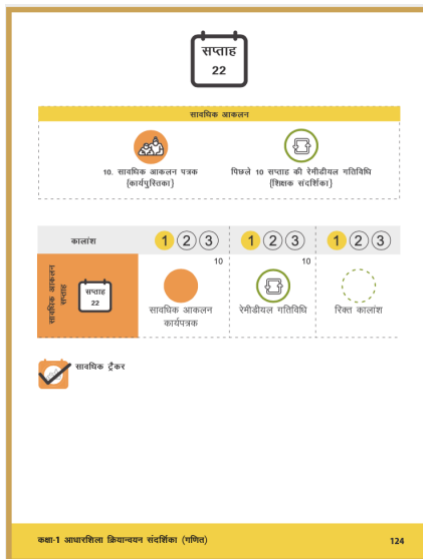 सप्ताह
22
सावधिक आकलन
10. सावधिक आकलन पत्रक
(कार्यपुस्तिका)
पिछले 10 सप्ताह की रेमीडीयल गतिविधि
(शिक्षक संदर्शिका)
कालांश 1 2 3 1 2 3 1 2 3
सावधिक आकलन
सप्ताह
सप्ताह
22
10
सावधिक आकलन
कार्यपत्रक
10
रेमीडीयल गतिविधि
रिक्त कालांश
सावधिक ट्रैकर
कक्षा-1 आधारशिला क्रियान्वयन संदर्शिका (गणित) 124